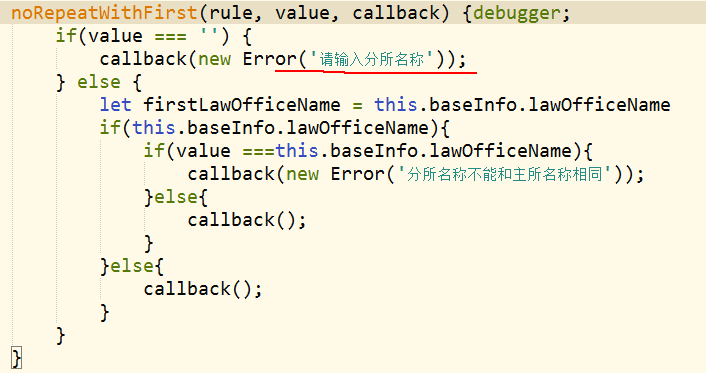 noRepeatWithFirst(rule, value, callback) {debugger;
    if(value === '') {
        callback(new Error('请输入分所名称'));
    } else {
        let firstLawOfficeName = this.baseInfo.lawOfficeName
        if(this.baseInfo.lawOfficeName){
            if(value ===this.baseInfo.lawOfficeName){
                callback(new Error('分所名称不能和主所名称相同'));
            }else{
                callback();
            }
        }else{
            callback();
        }
    }
}